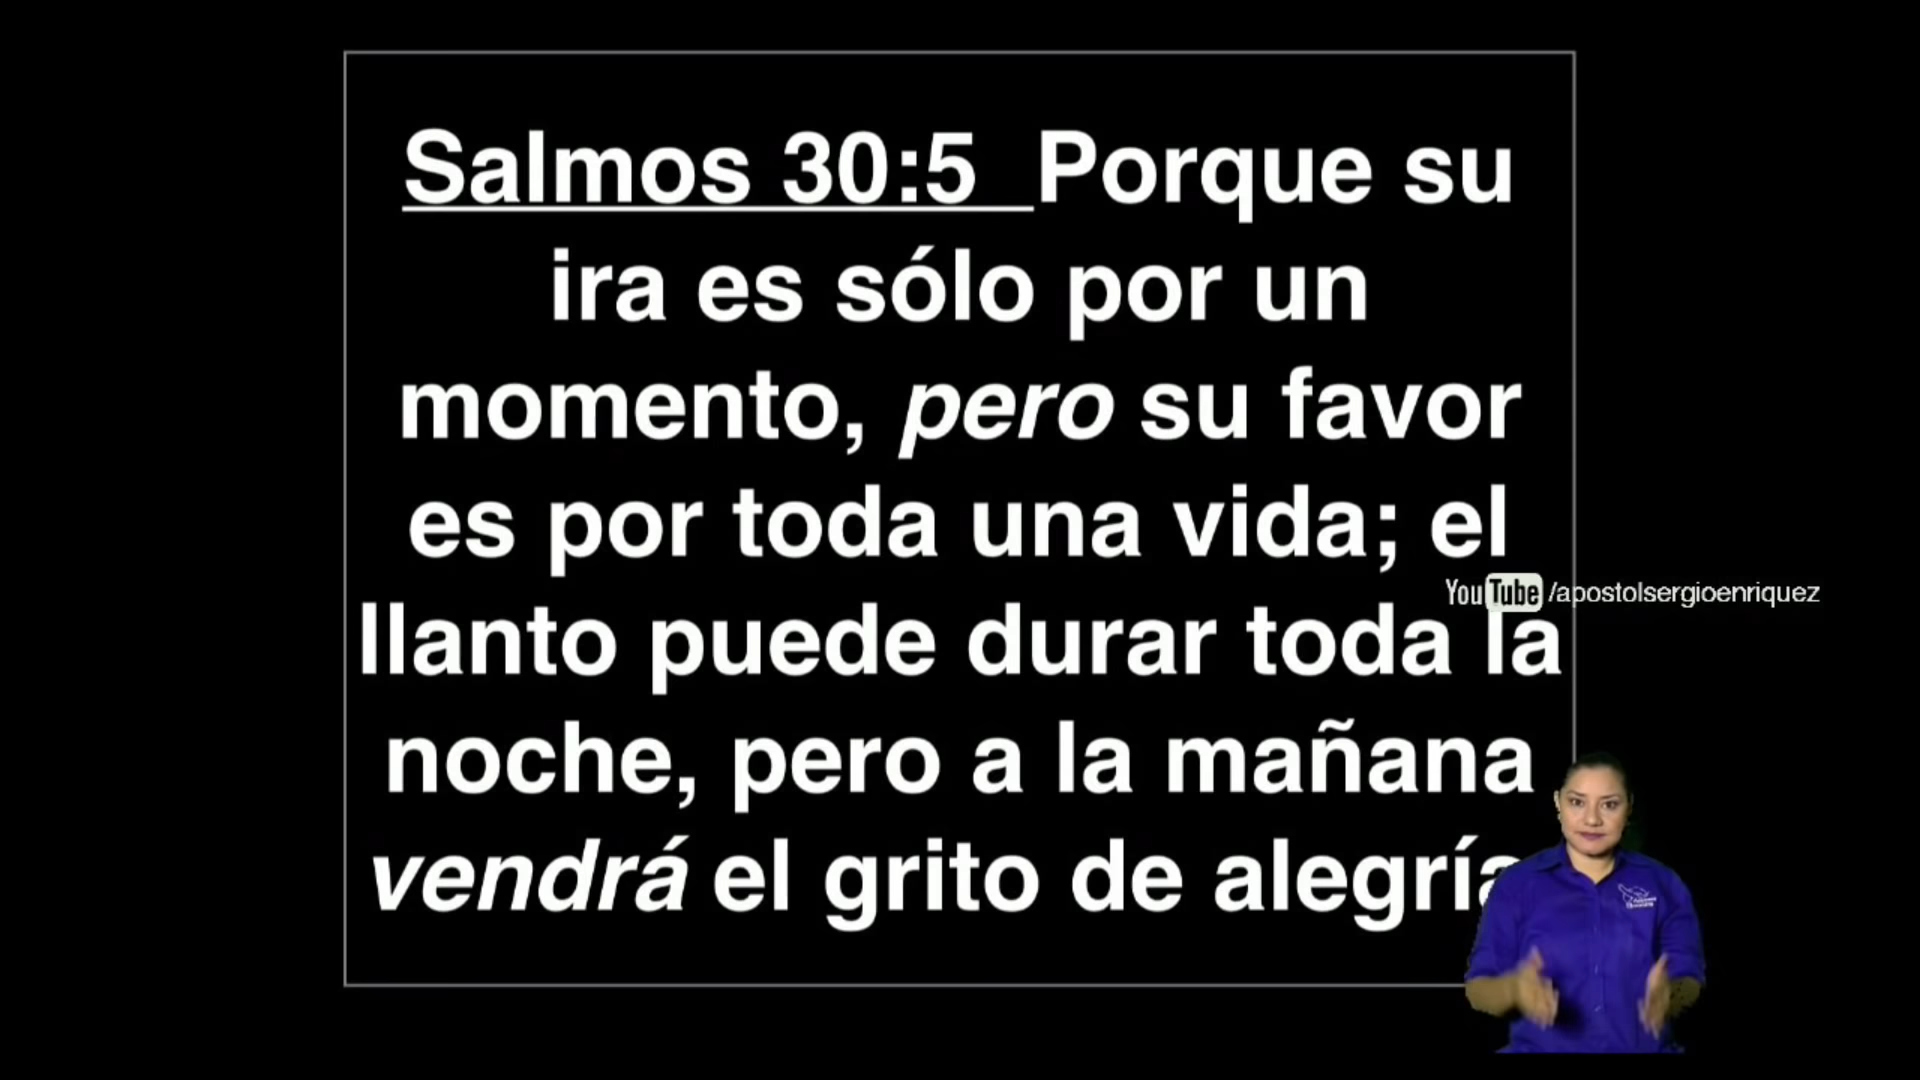 Salmos 30:5 Porque su
ira es sólo por un
momento, pero su favor
es por toda una vida; el
YouTube /apostolsergioenriquez
llanto puede durar toda la
noche, pero a la mañana
vendrá el grito de alegría